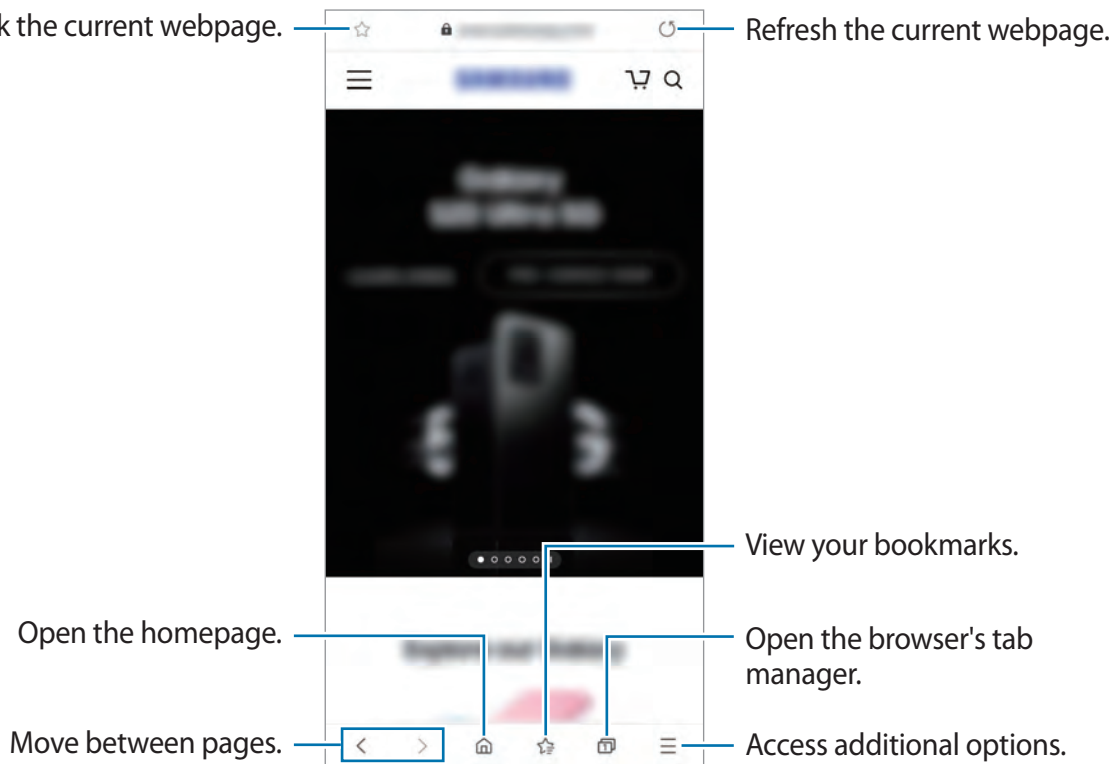 k the current webpage.
Refresh the current webpage.
View your bookmarks.
Open the homepage.
Open the browser's tab
manager.
Move between pages.
1
Access additional options.